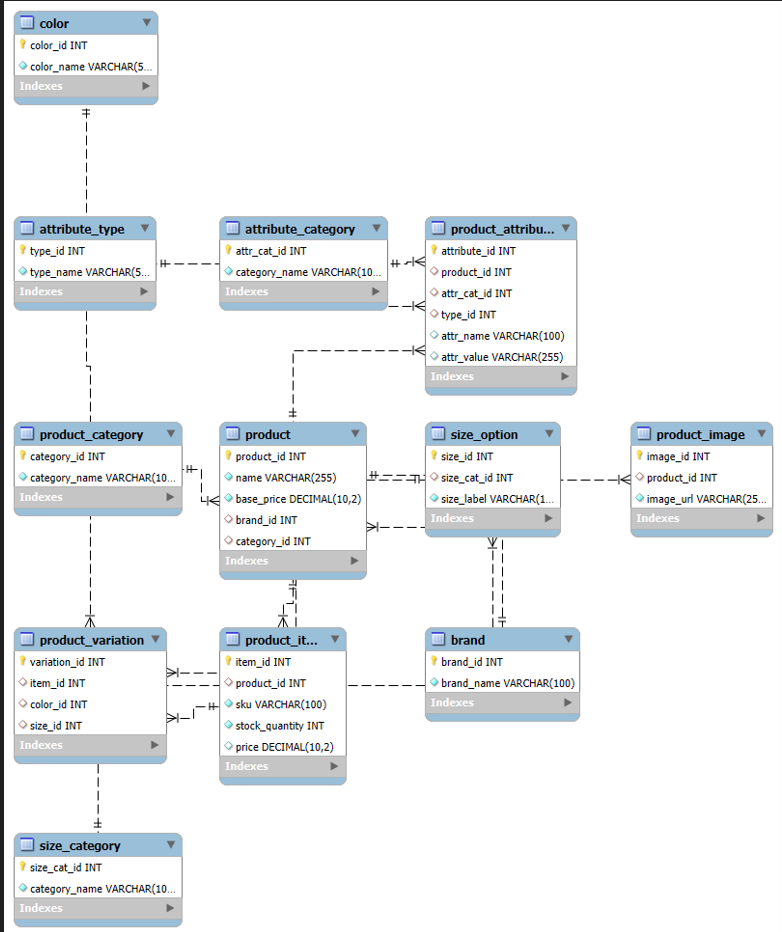 color
color_id INT
color_name VARCHAR(5...
Indexes
attribute_type
type_id INT
type_name VARCHAR(5...
Indexes
attribute_category
attr_cat_id INT
category_name VARCHAR(10...
Indexes
product_attribu...
attribute_id INT
product_id INT
attr_cat_id INT
type_id INT
attr_name VARCHAR(100)
attr_value VARCHAR(255)
Indexes
product_category
category_id INT
category_name VARCHAR(10...
Indexes
product
product_id INT
name VARCHAR(255)
base_price DECIMAL(10,2)
brand_id INT
category_id INT
Indexes
size_option
size_id INT
size_cat_id INT
size_label VARCHAR(1...
Indexes
product_image
image_id INT
product_id INT
image_url VARCHAR(25...
Indexes
product_variation
variation_id INT
item_id INT
color_id INT
size_id INT
Indexes
product_it...
item_id INT
product_id INT
sku VARCHAR(100)
stock_quantity INT
price DECIMAL(10,2)
Indexes
brand
brand_id INT
brand_name VARCHAR(100)
Indexes
size_category
size_cat_id INT
category_name VARCHAR(10...
Indexes